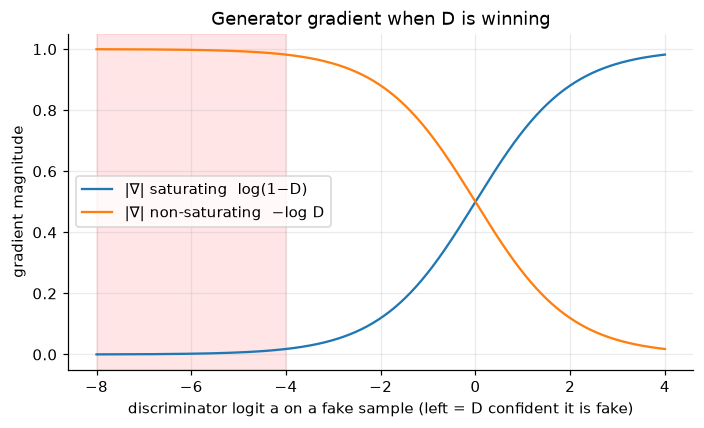 Generator gradient when D is winning
gradient magnitude
1.0
0.8
0.6
0.4
0.2
0.0
|∇| saturating  log(1−D)
|∇| non-saturating  −log D
−8
−6
−4
−2
0
2
4
discriminator logit a on a fake sample (left = D confident it is fake)